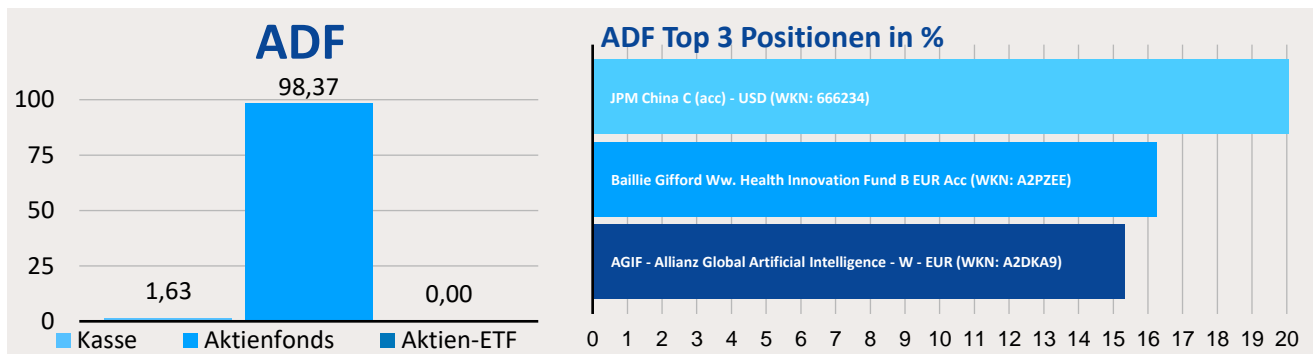 ADF
98,37
100
75
50
25
1,63
0,00
0
Kasse Aktienfonds Aktien-ETF
ADF Top 3 Positionen in %
JPM China C (acc) - USD (WKN: 666234)
Baillie Gifford Ww. Health Innovation Fund B EUR Acc (WKN: A2PZEE)
AGIF - Allianz Global Artificial Intelligence - W - EUR (WKN: A2DKA9)
0 1 2 3 4 5 6 7 8 9 10 11 12 13 14 15 16 17 18 19 20